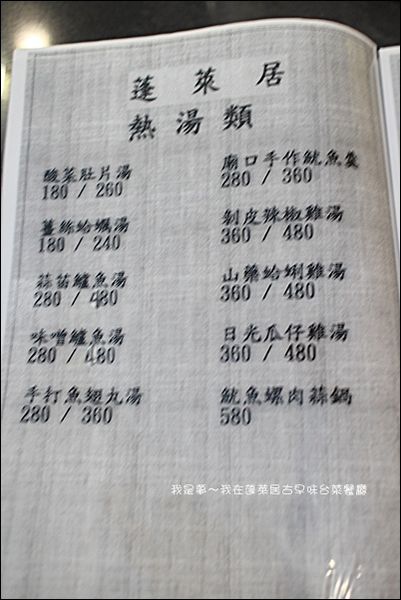 蓬萊居
熱湯類
酸菜肚片湯
180 / 260
薑絲蛤蠣湯
180 / 240
蒜笛鱸魚湯
280 / 480
味噌鱸魚湯
280 / 480
手打魚翅丸湯
280 / 360
廟口手作魷魚羹
280 / 360
剝皮辣椒雞湯
360 / 480
山藥蛤蜊雞湯
360 / 480
日光瓜仔雞湯
360 / 480
魷魚螺肉蒜鍋
580
我是夢～我在蓬萊居古早味台菜餐廳